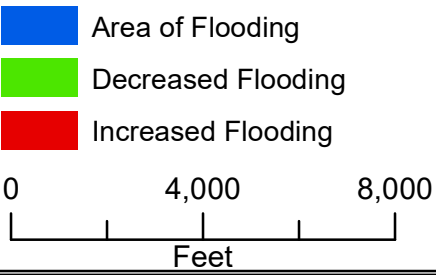 Area of Flooding
Decreased Flooding
Increased Flooding
0 4,000 8,000
Feet